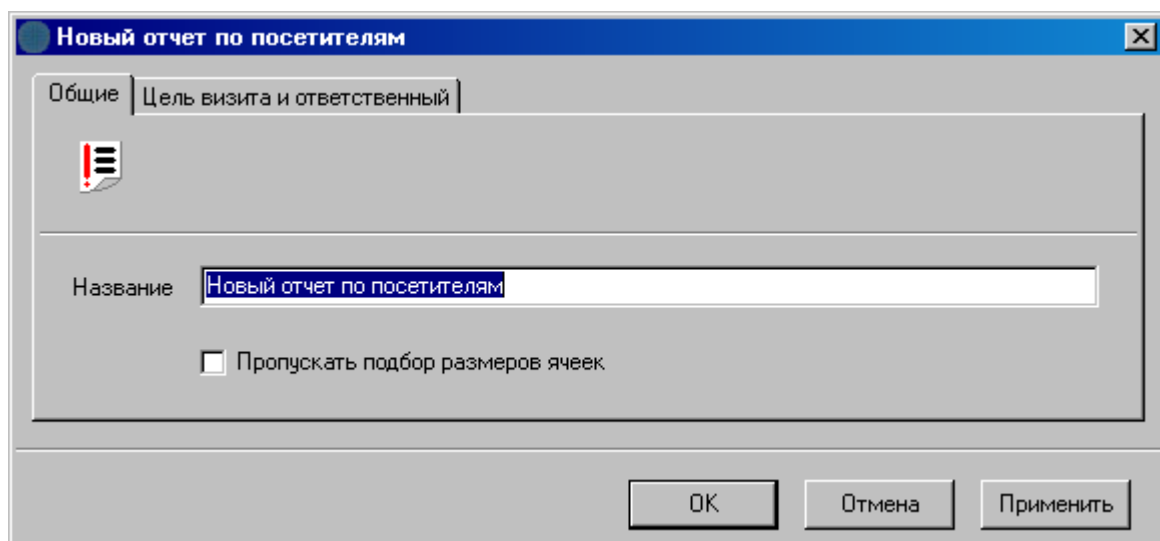 Новый отчет по посетителям
Общие
Цель визита и ответственный
Название
Новый отчет по посетителям
Пропускать подбор размеров ячеек
OK
Отмена
Применить